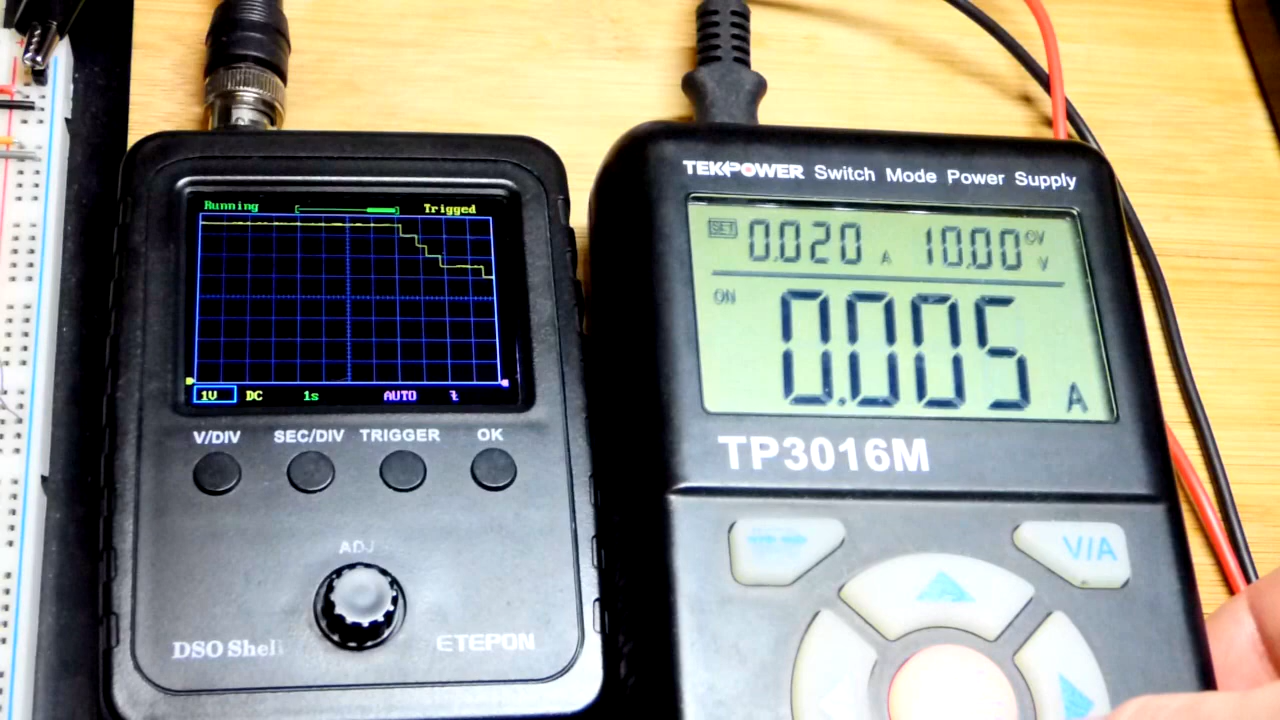 Running Trigged
1V DC 1s AUTO
V/DIV SEC/DIV TRIGGER OK
ADJ
DSO Shell ETEPON
TEKPOWER Switch Mode Power Supply
SET 0.020 A 10.00 OV V
ON 0.005 A
TP3016M
V/A